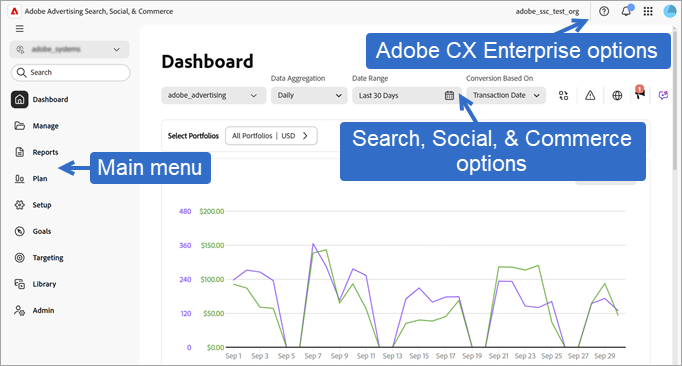 Adobe Advertising Search, Social, & Commerce
adobe_ssc_test_org
adobe_systems
Adobe CX Enterprise options
Search
Dashboard
Data Aggregation
Date Range
Conversion Based On
adobe_advertising
Daily
Last 30 Days
Transaction Date
1
Dashboard
Manage
Reports
Plan
Setup
Goals
Targeting
Library
Admin
Main menu
Select Portfolios
All Portfolios | USD
Search, Social, & Commerce
options
480 $200.00
360 $150.00
240 $100.00
120 $50.00
0 $0.00
Sep 1 Sep 3 Sep 5 Sep 7 Sep 9 Sep 11 Sep 13 Sep 15 Sep 17 Sep 19 Sep 21 Sep 23 Sep 25 Sep 27 Sep 29